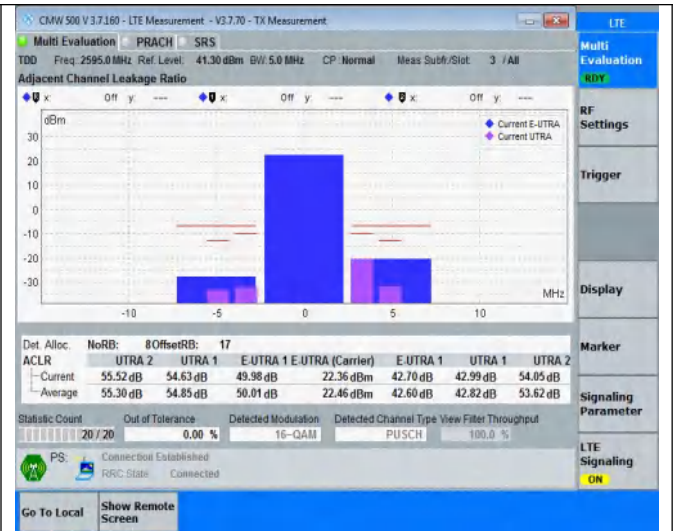 CMW 500 V 3.7.160 - LTE Measurement - V3.7.70 - TX Measurement
LTE
Multi Evaluation PRACH SRS
TDD Freq: 2595.0 MHz Ref. Level: 41.30 dBm BW: 5.0 MHz CP: Normal Meas Subfr./Slot: 3 / All
Adjacent Channel Leakage Ratio
x: Off y: --- x: Off y: --- x: Off y: ---
dBm
Current E-UTRA
Current UTRA
30
20
10
0
-10
-20
-30
MHz
-10 -5 0 5 10
Det. Alloc. NoRB: 8 OffsetRB: 17
ACLR UTRA 2 UTRA 1 E-UTRA 1 E-UTRA (Carrier) E-UTRA 1 UTRA 1 UTRA 2
Current 55.52 dB 54.63 dB 49.98 dB 22.36 dBm 42.70 dB 42.99 dB 54.05 dB
Average 55.30 dB 54.85 dB 50.01 dB 22.46 dBm 42.60 dB 42.82 dB 53.62 dB
Statistic Count Out of Tolerance Detected Modulation Detected Channel Type View Filter Throughput
20 / 20 0.00 % 16-QAM PUSCH 100.0 %
PS: Connection Established
RRC State Connected
Multi
Evaluation
RDY
RF
Settings
Trigger
Display
Marker
Signaling
Parameter
LTE
Signaling
ON
Go To Local
Show Remote
Screen